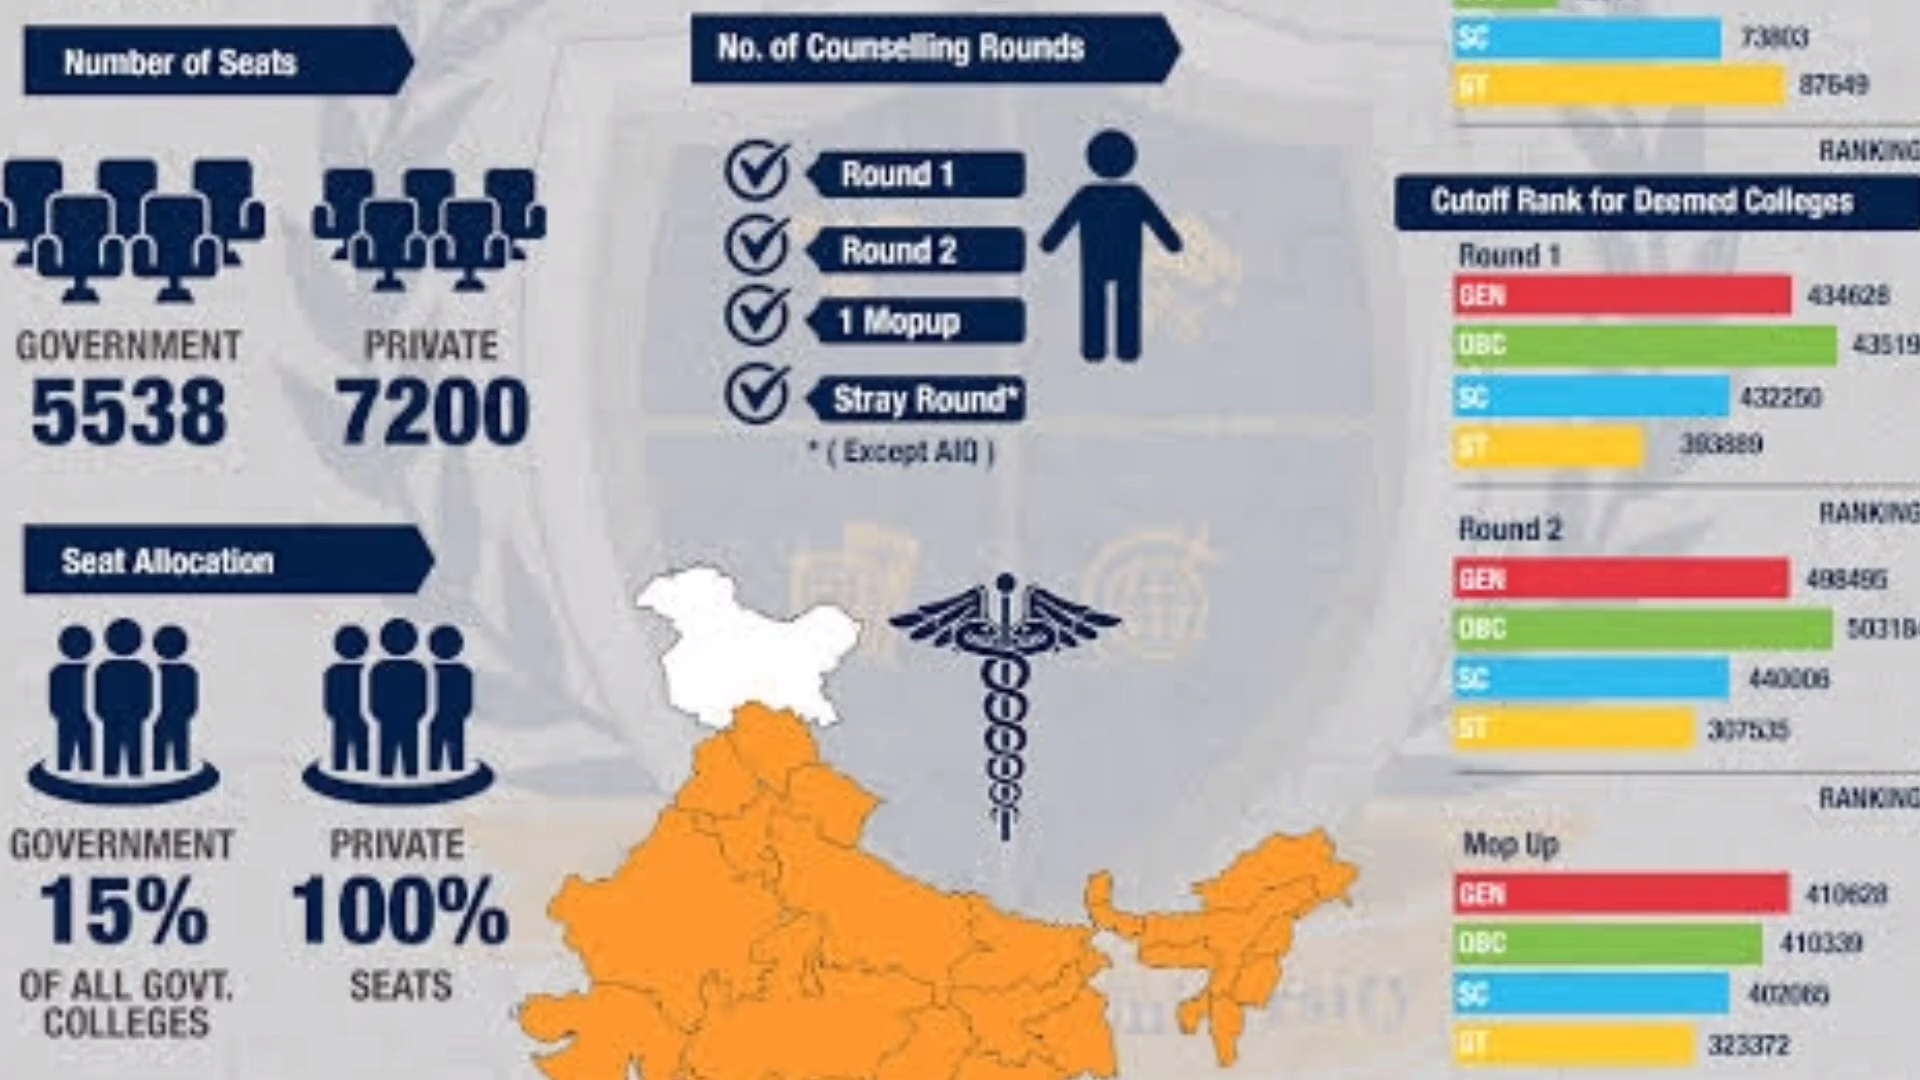 Number of Seats
GOVERNMENT
5538
PRIVATE
7200
Seat Allocation
GOVERNMENT
15%
OF ALL GOVT.
COLLEGES
PRIVATE
100%
SEATS
No. of Counselling Rounds
Round 1
Round 2
1 Mopup
Stray Round*
* ( Except AIQ )
SC 73803
ST 87649
RANKING
Cutoff Rank for Deemed Colleges
Round 1
GEN 434628
OBC 43519
SC 432250
ST 393889
RANKING
Round 2
GEN 498495
OBC 50318
SC 440006
ST 307535
RANKING
Mop Up
GEN 410628
OBC 410339
SC 402065
ST 323372